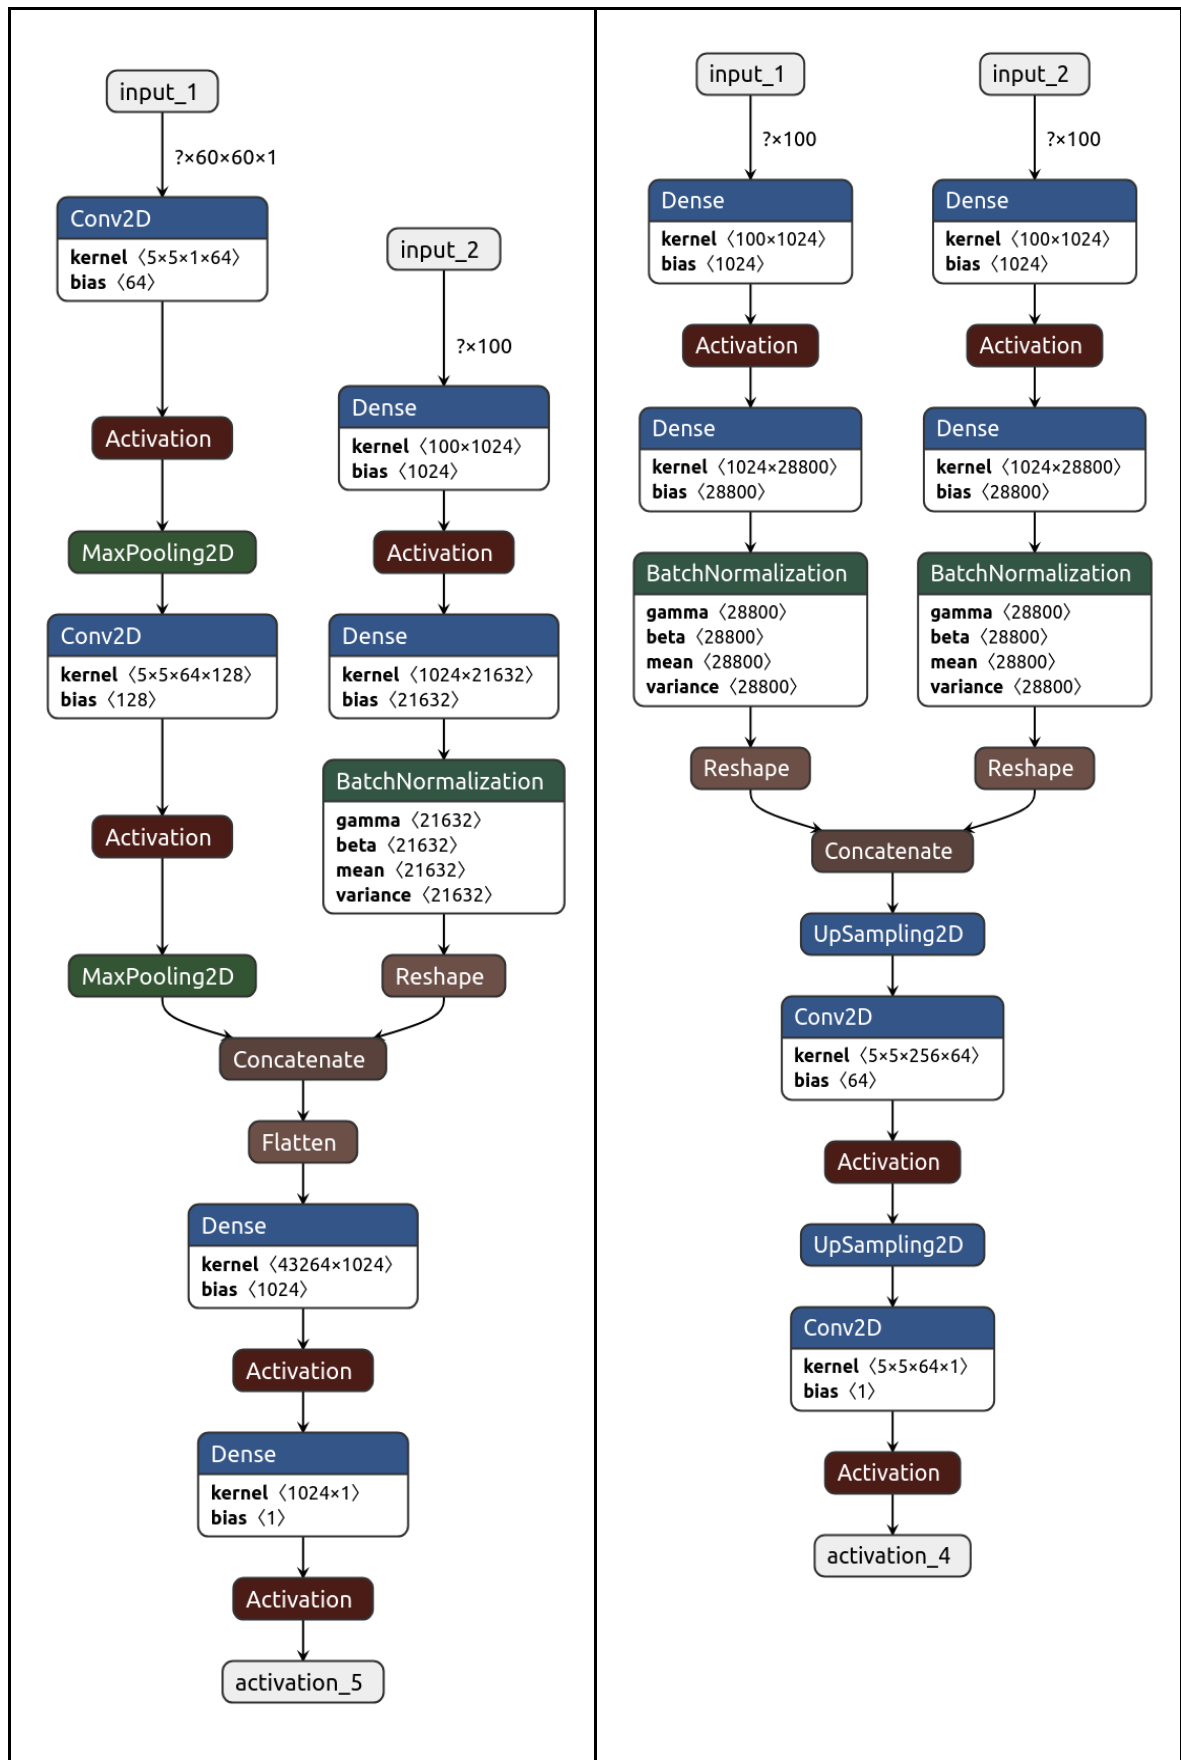 input_1
?×60×60×1
Conv2D
kernel 〈5×5×1×64〉
bias 〈64〉
Activation
MaxPooling2D
Conv2D
kernel 〈5×5×64×128〉
bias 〈128〉
Activation
MaxPooling2D
input_2
?×100
Dense
kernel 〈100×1024〉
bias 〈1024〉
Activation
Dense
kernel 〈1024×21632〉
bias 〈21632〉
BatchNormalization
gamma 〈21632〉
beta 〈21632〉
mean 〈21632〉
variance 〈21632〉
Reshape
Concatenate
Flatten
Dense
kernel 〈43264×1024〉
bias 〈1024〉
Activation
Dense
kernel 〈1024×1〉
bias 〈1〉
Activation
activation_5
input_1
?×100
Dense
kernel 〈100×1024〉
bias 〈1024〉
Activation
Dense
kernel 〈1024×28800〉
bias 〈28800〉
BatchNormalization
gamma 〈28800〉
beta 〈28800〉
mean 〈28800〉
variance 〈28800〉
Reshape
input_2
?×100
Dense
kernel 〈100×1024〉
bias 〈1024〉
Activation
Dense
kernel 〈1024×28800〉
bias 〈28800〉
BatchNormalization
gamma 〈28800〉
beta 〈28800〉
mean 〈28800〉
variance 〈28800〉
Reshape
Concatenate
UpSampling2D
Conv2D
kernel 〈5×5×256×64〉
bias 〈64〉
Activation
UpSampling2D
Conv2D
kernel 〈5×5×64×1〉
bias 〈1〉
Activation
activation_4